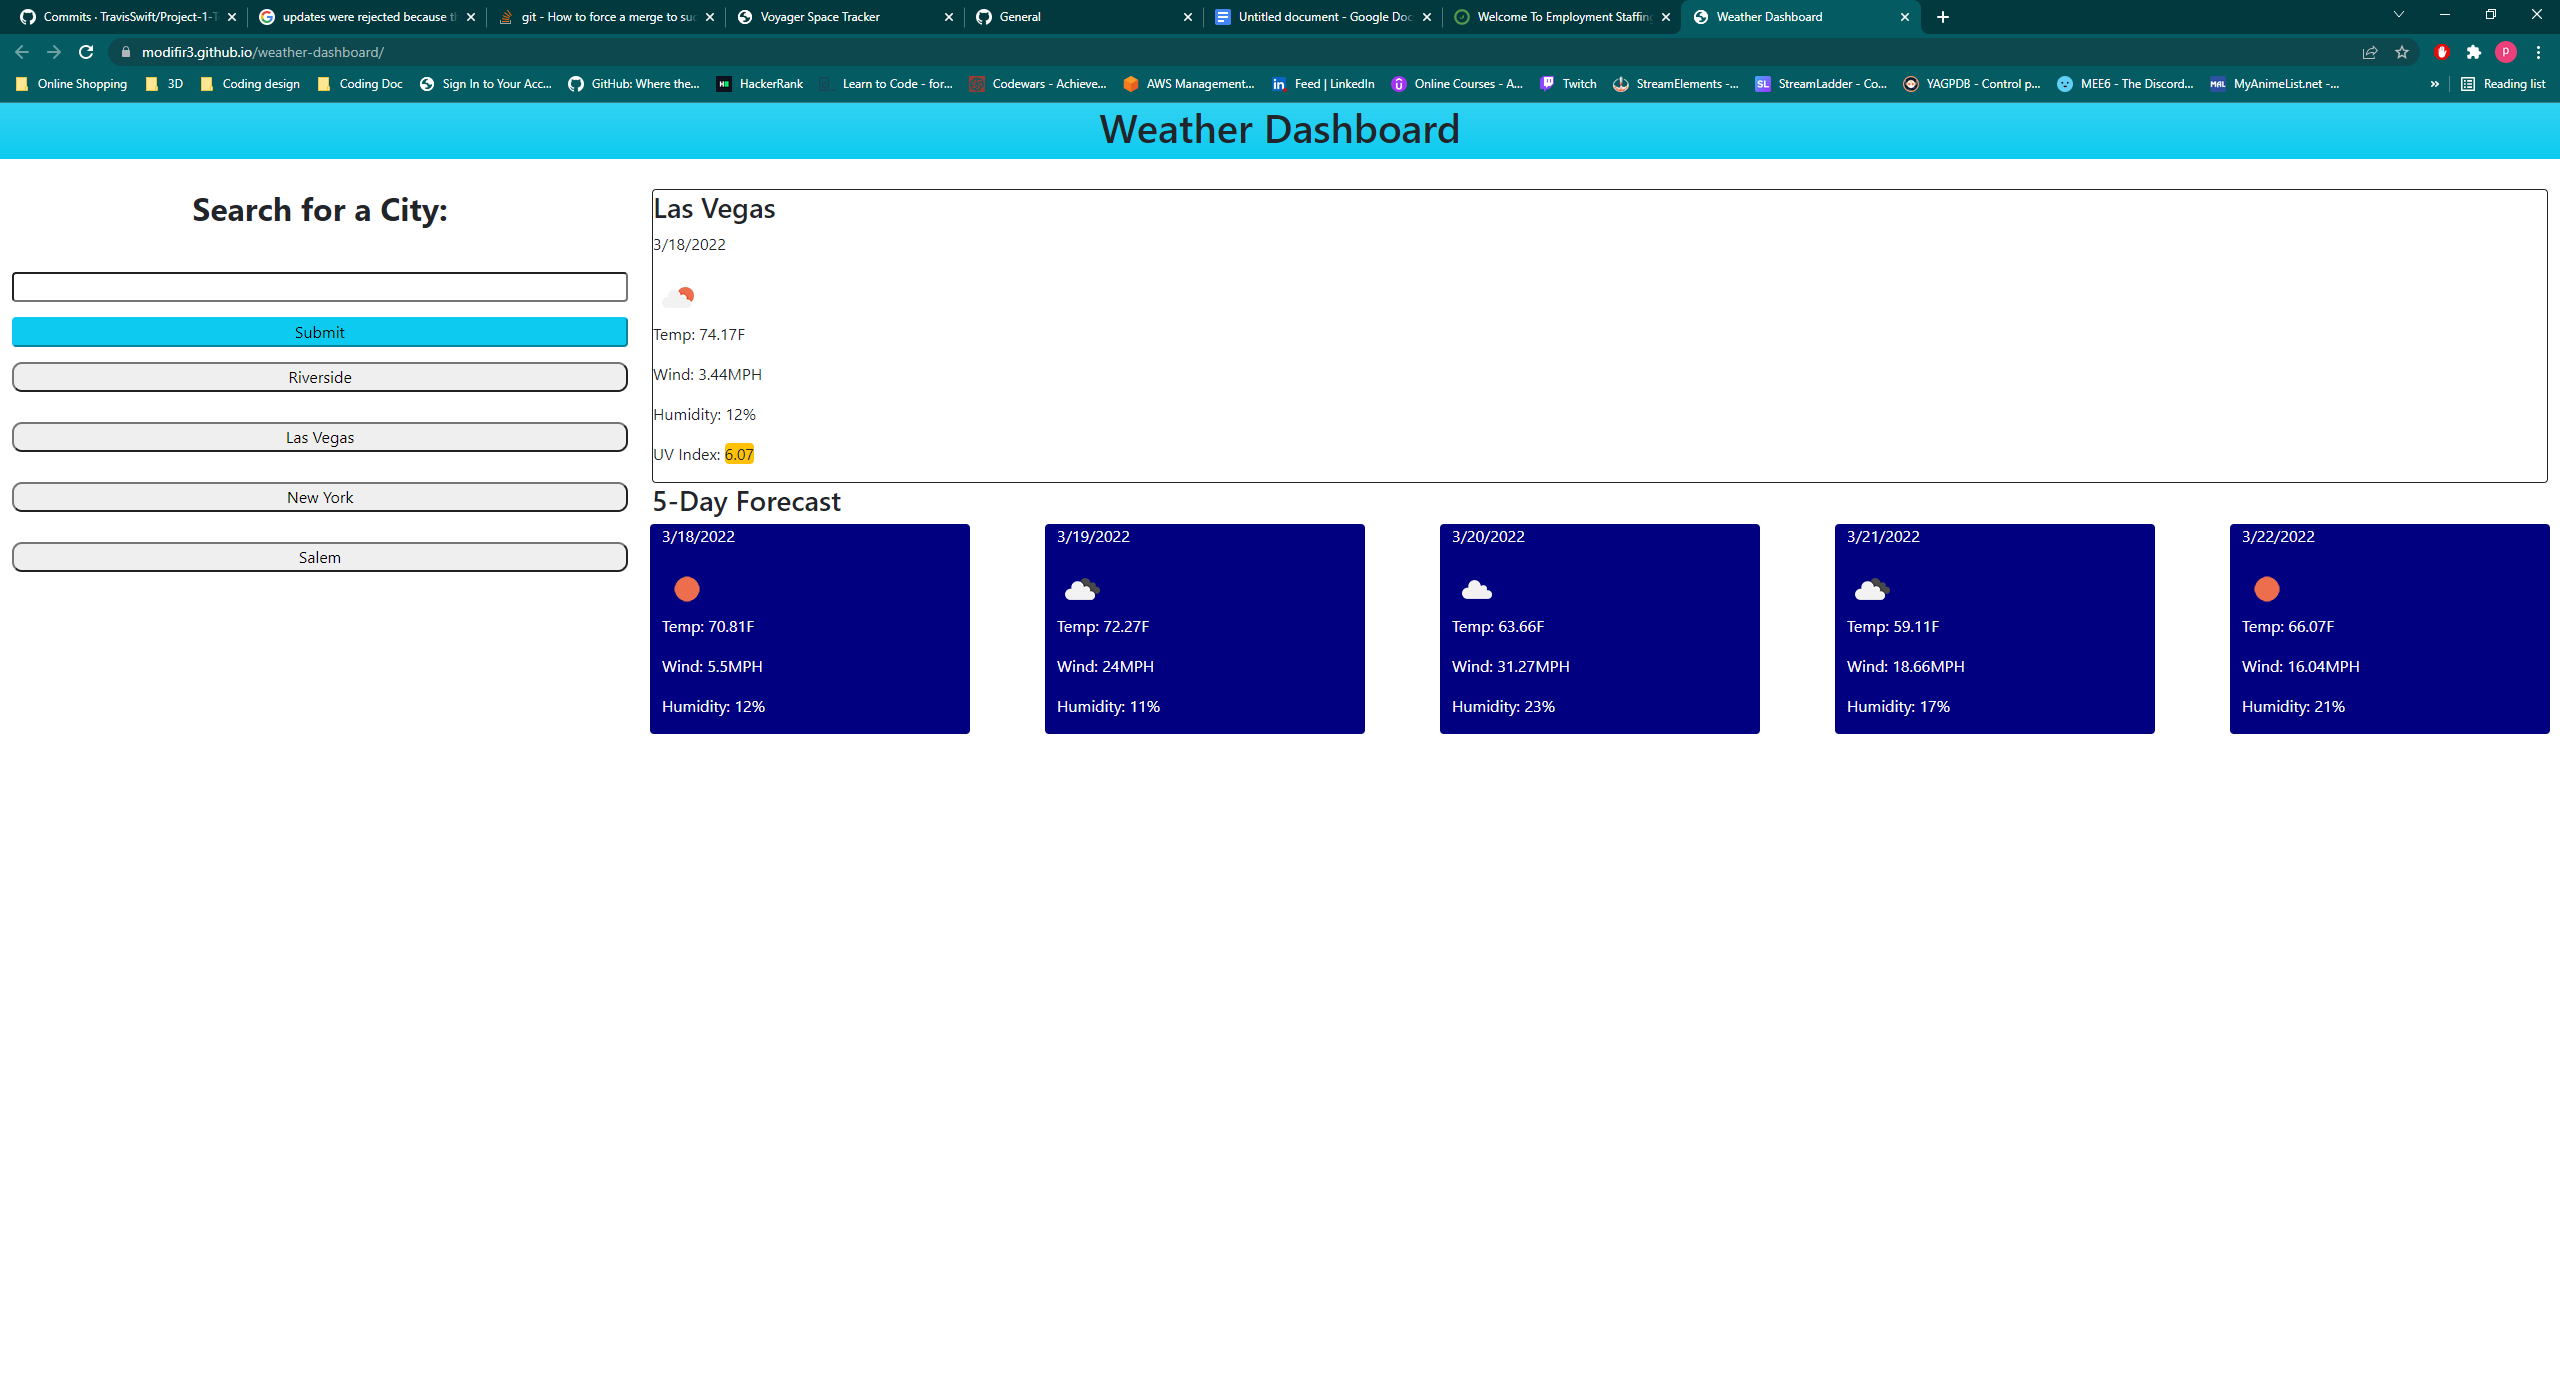 Commits · TravisSwift/Project-1-T
updates were rejected because th
git - How to force a merge to suc
Voyager Space Tracker
General
Untitled document - Google Doc
Welcome To Employment Staffing
Weather Dashboard
modifir3.github.io/weather-dashboard/
Online Shopping
3D
Coding design
Coding Doc
Sign In to Your Acc...
GitHub: Where the...
HackerRank
Learn to Code - for...
Codewars - Achieve...
AWS Management...
Feed | LinkedIn
Online Courses - A...
Twitch
StreamElements -...
StreamLadder - Co...
YAGPDB - Control p...
MEE6 - The Discord...
MyAnimeList.net -...
»
Reading list
Weather Dashboard
Search for a City:
Submit
Riverside
Las Vegas
New York
Salem
Las Vegas
3/18/2022
Temp: 74.17F
Wind: 3.44MPH
Humidity: 12%
UV Index: 6.07
5-Day Forecast
3/18/2022
Temp: 70.81F
Wind: 5.5MPH
Humidity: 12%
3/19/2022
Temp: 72.27F
Wind: 24MPH
Humidity: 11%
3/20/2022
Temp: 63.66F
Wind: 31.27MPH
Humidity: 23%
3/21/2022
Temp: 59.11F
Wind: 18.66MPH
Humidity: 17%
3/22/2022
Temp: 66.07F
Wind: 16.04MPH
Humidity: 21%